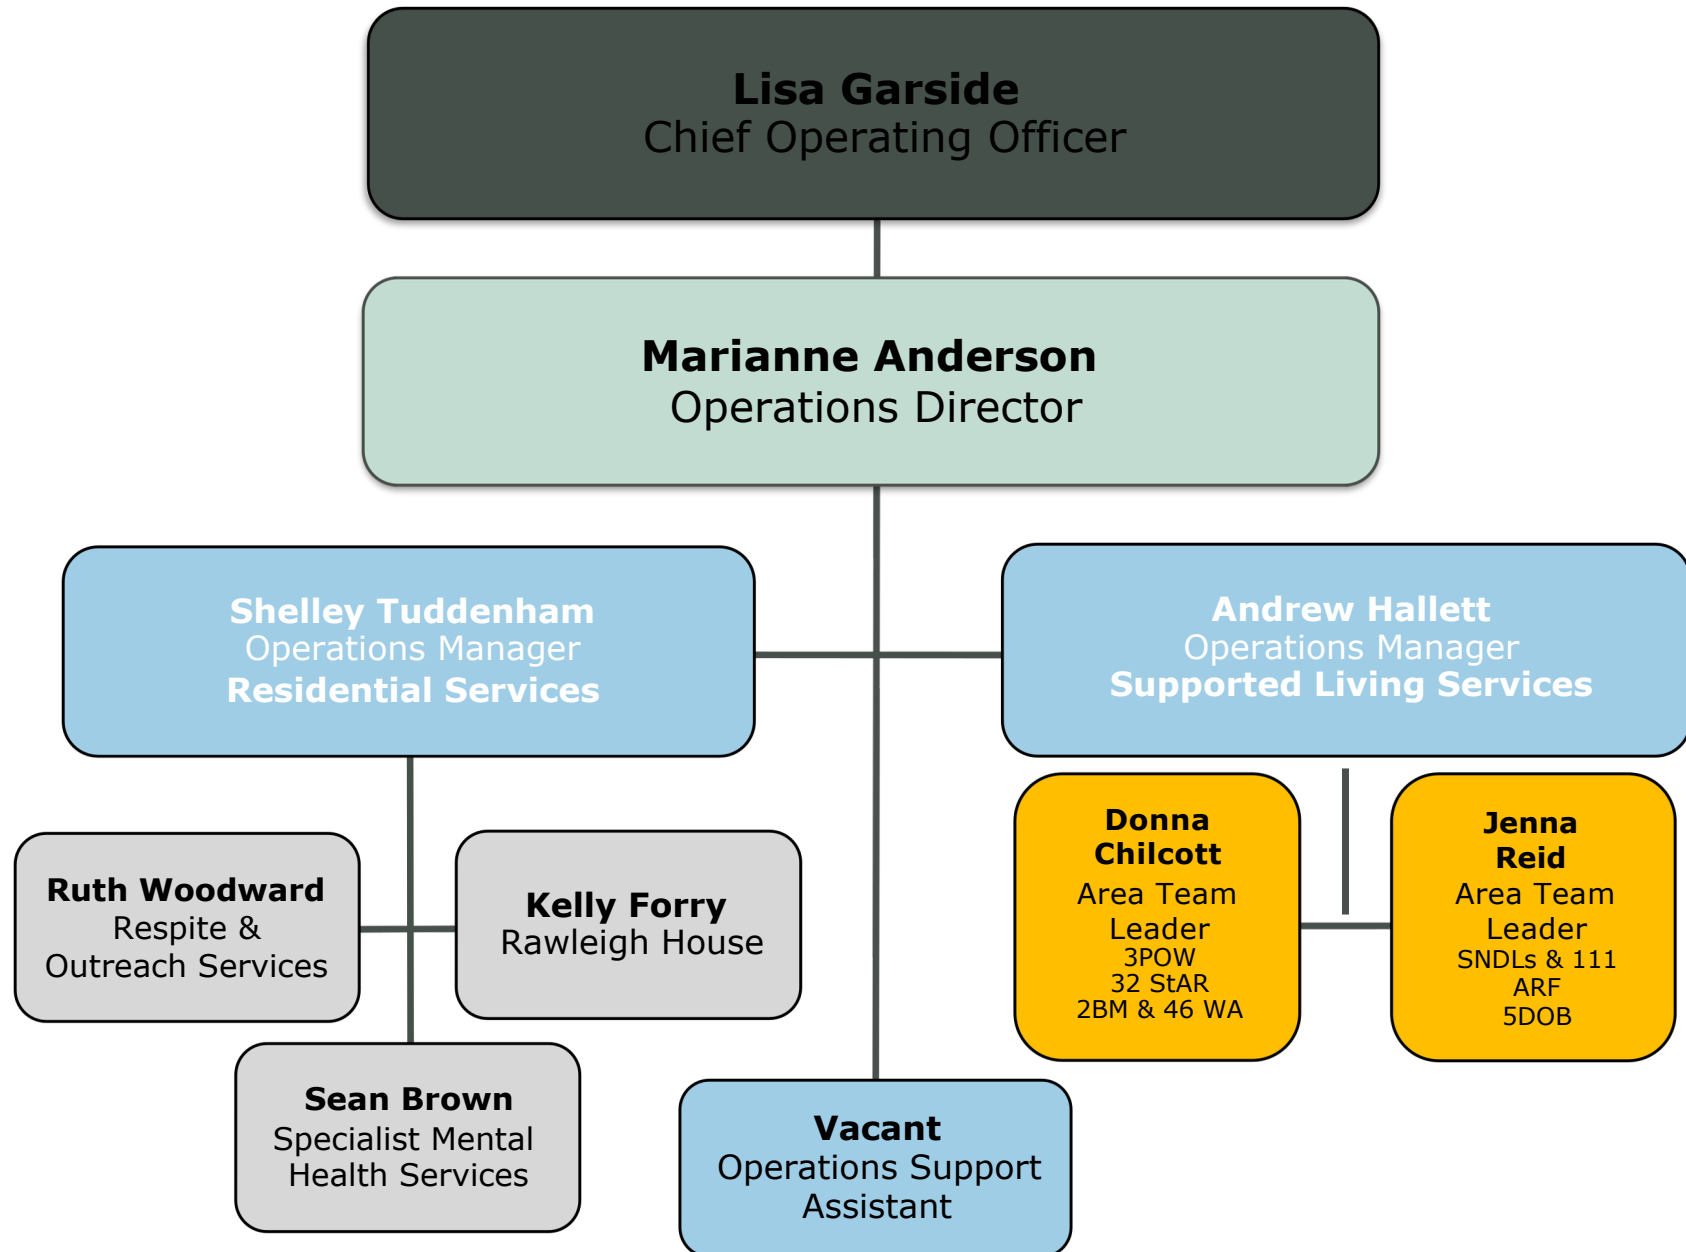 Lisa Garside
Chief Operating Officer
Marianne Anderson
Operations Director
Shelley Tuddenham
Operations Manager
Residential Services
Andrew Hallett
Operations Manager
Supported Living Services
Ruth Woodward
Respite &
Outreach Services
Kelly Forry
Rawleigh House
Sean Brown
Specialist Mental
Health Services
Vacant
Operations Support
Assistant
Donna
Chilcott
Area Team
Leader
3POW
32 StAR
2BM & 46 WA
Jenna
Reid
Area Team
Leader
SNDLs & 111
ARF
5DOB